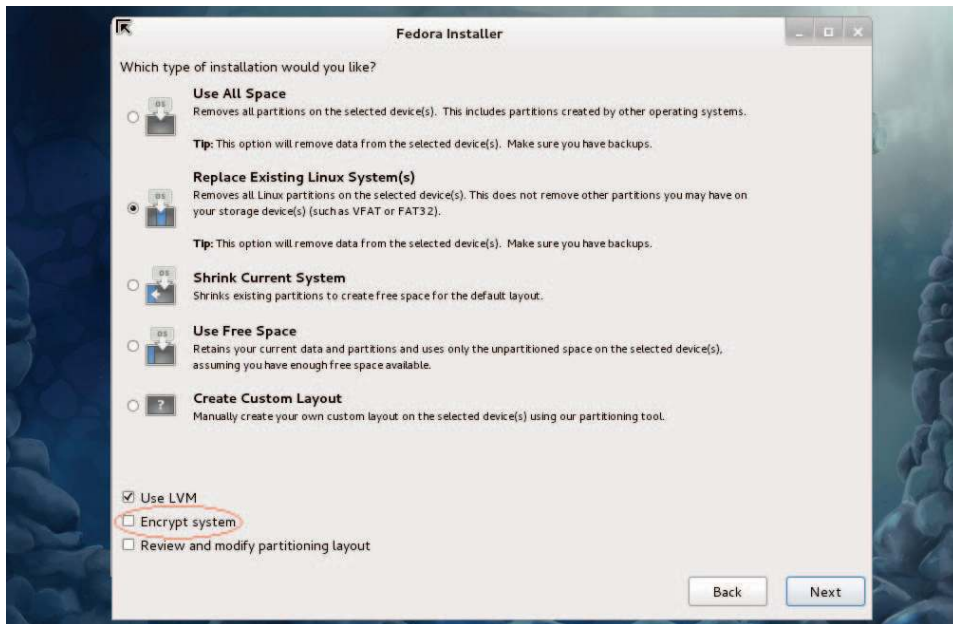 Fedora Installer
Which type of installation would you like?
Use All Space
Removes all partitions on the selected device(s). This includes partitions created by other operating systems.
Tip: This option will remove data from the selected device(s). Make sure you have backups.
Replace Existing Linux System(s)
Removes all Linux partitions on the selected device(s). This does not remove other partitions you may have on
your storage device(s) (such as VFAT or FAT32).
Tip: This option will remove data from the selected device(s). Make sure you have backups.
Shrink Current System
Shrinks existing partitions to create free space for the default layout.
Use Free Space
Retains your current data and partitions and uses only the unpartitioned space on the selected device(s),
assuming you have enough free space available.
Create Custom Layout
Manually create your own custom layout on the selected device(s) using our partitioning tool.
Use LVM
Encrypt system
Review and modify partitioning layout
Back
Next
OS
OS
OS
OS
?